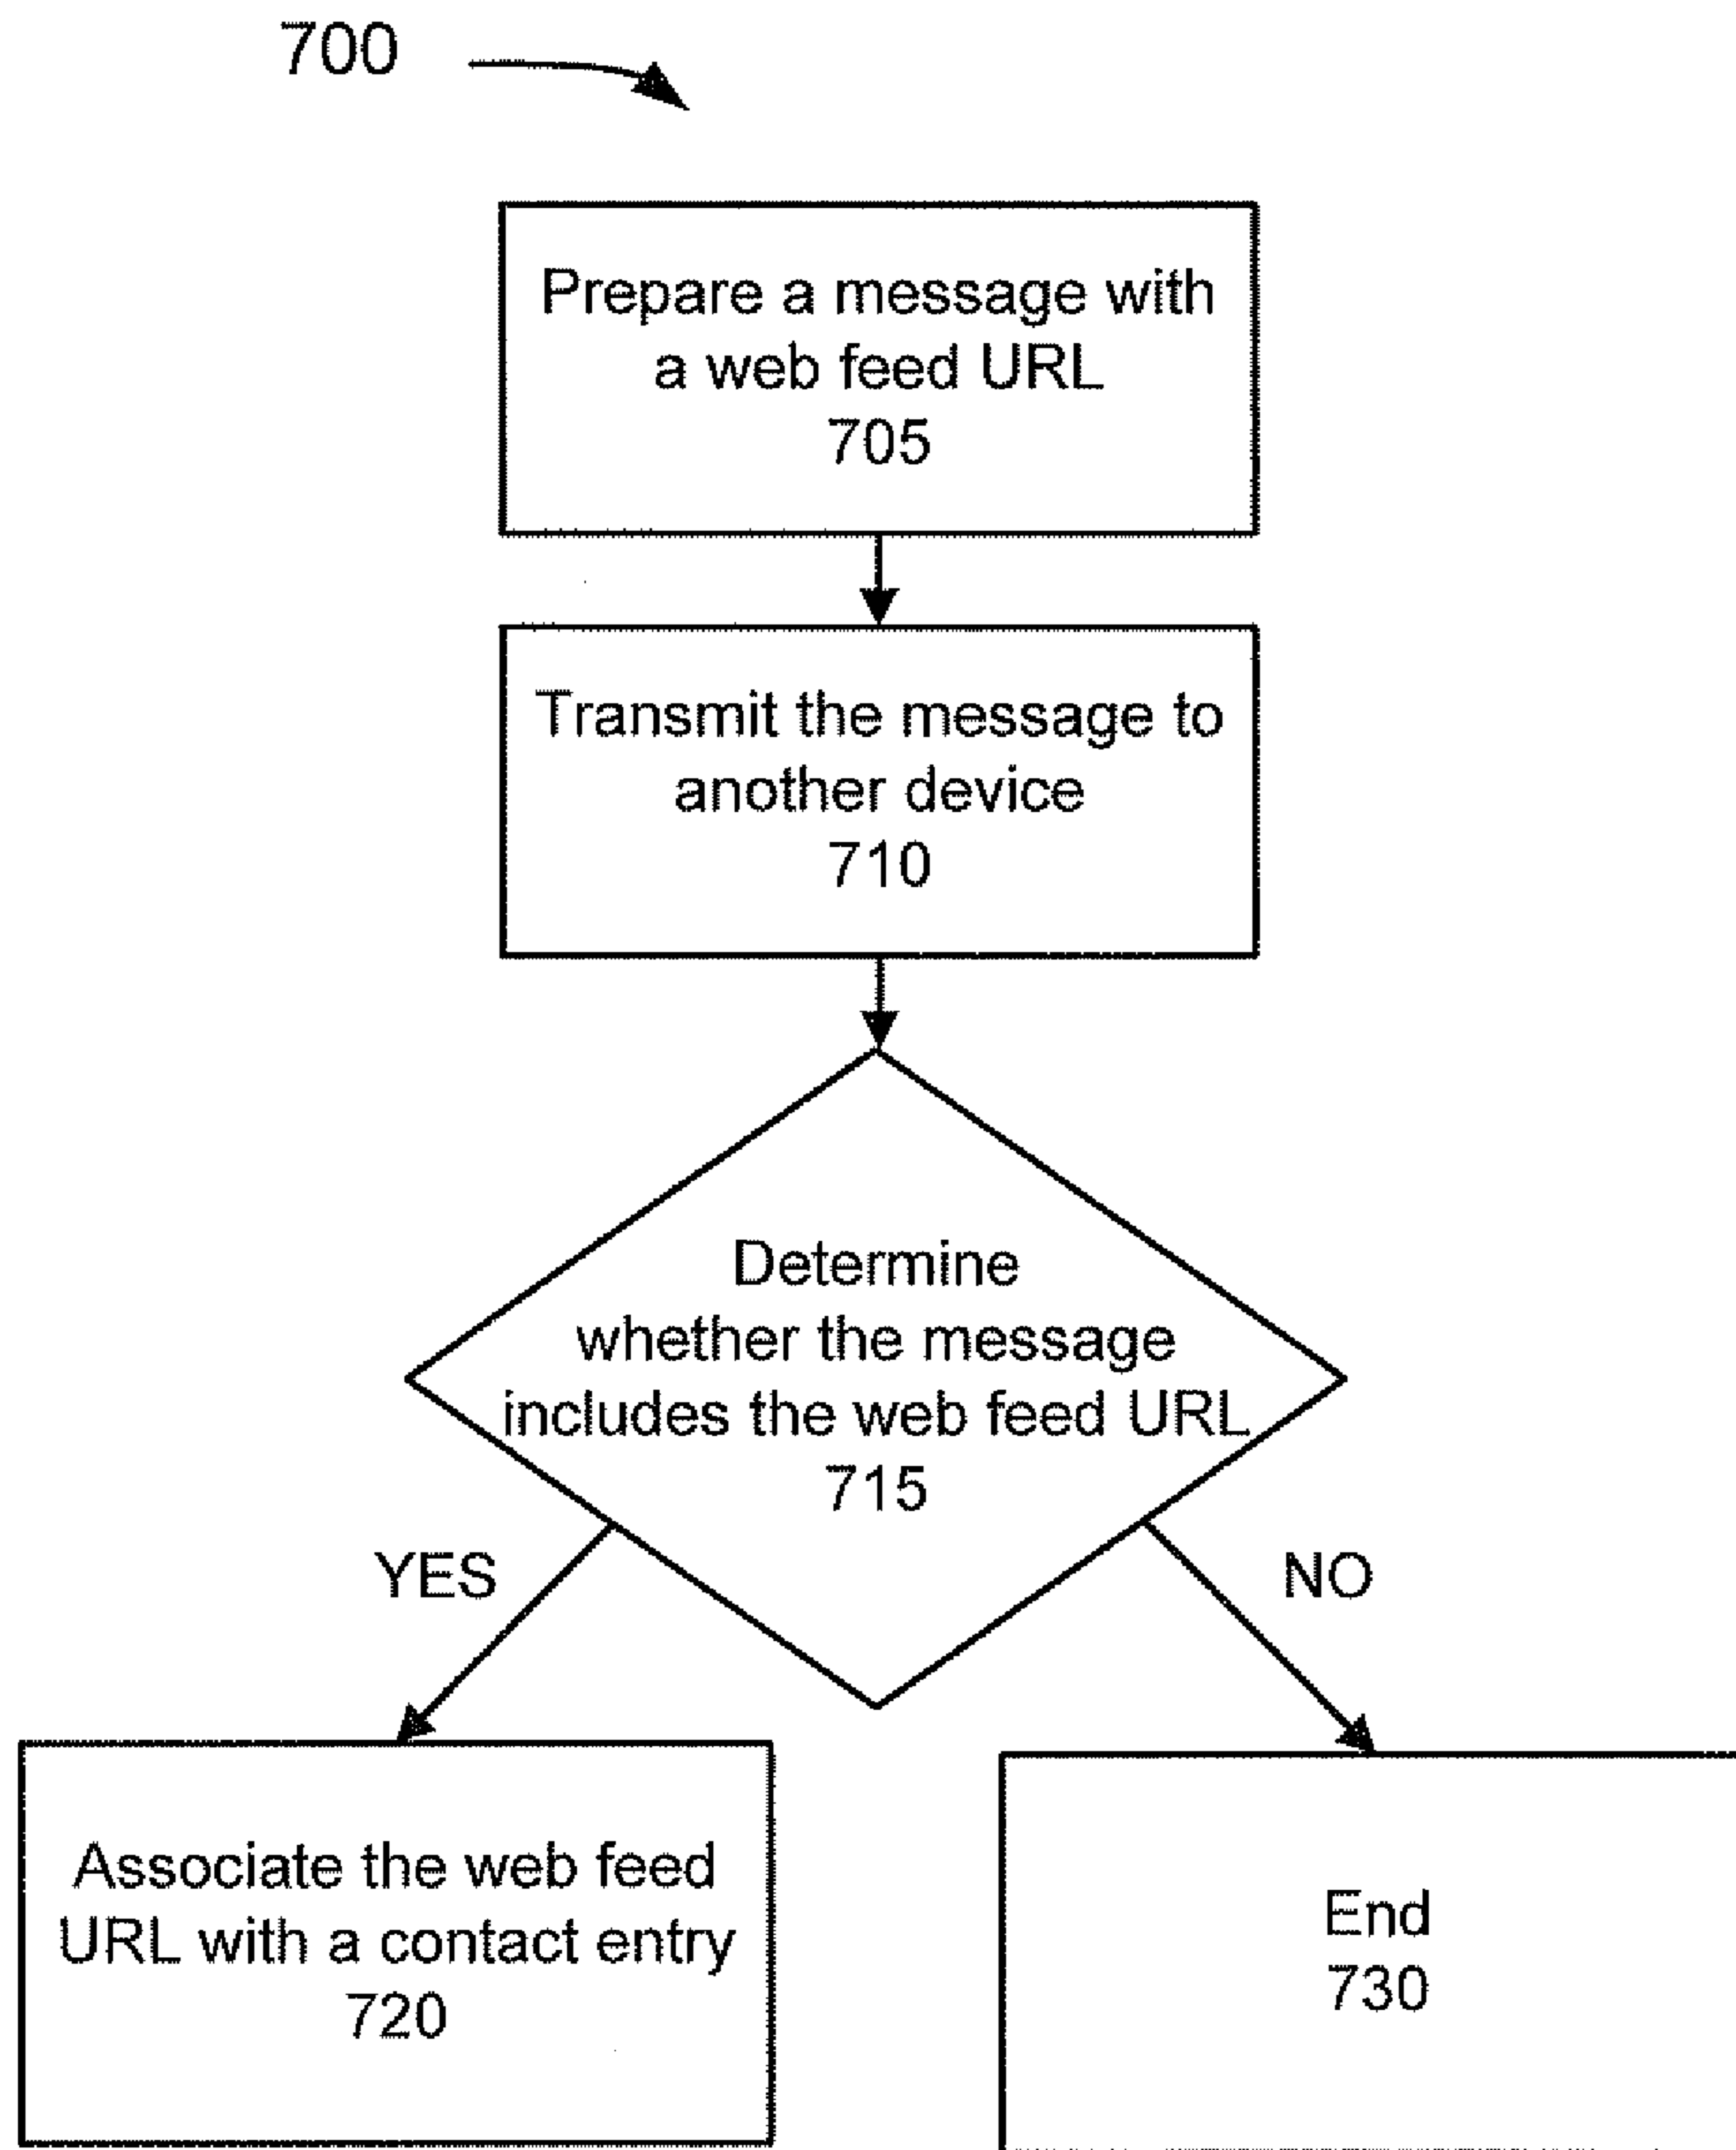 700
Prepare a message with
a web feed URL
705
Transmit the message to
another device
710
Determine
whether the message
includes the web feed URL
715
YES
NO
Associate the web feed
URL with a contact entry
720
End
730